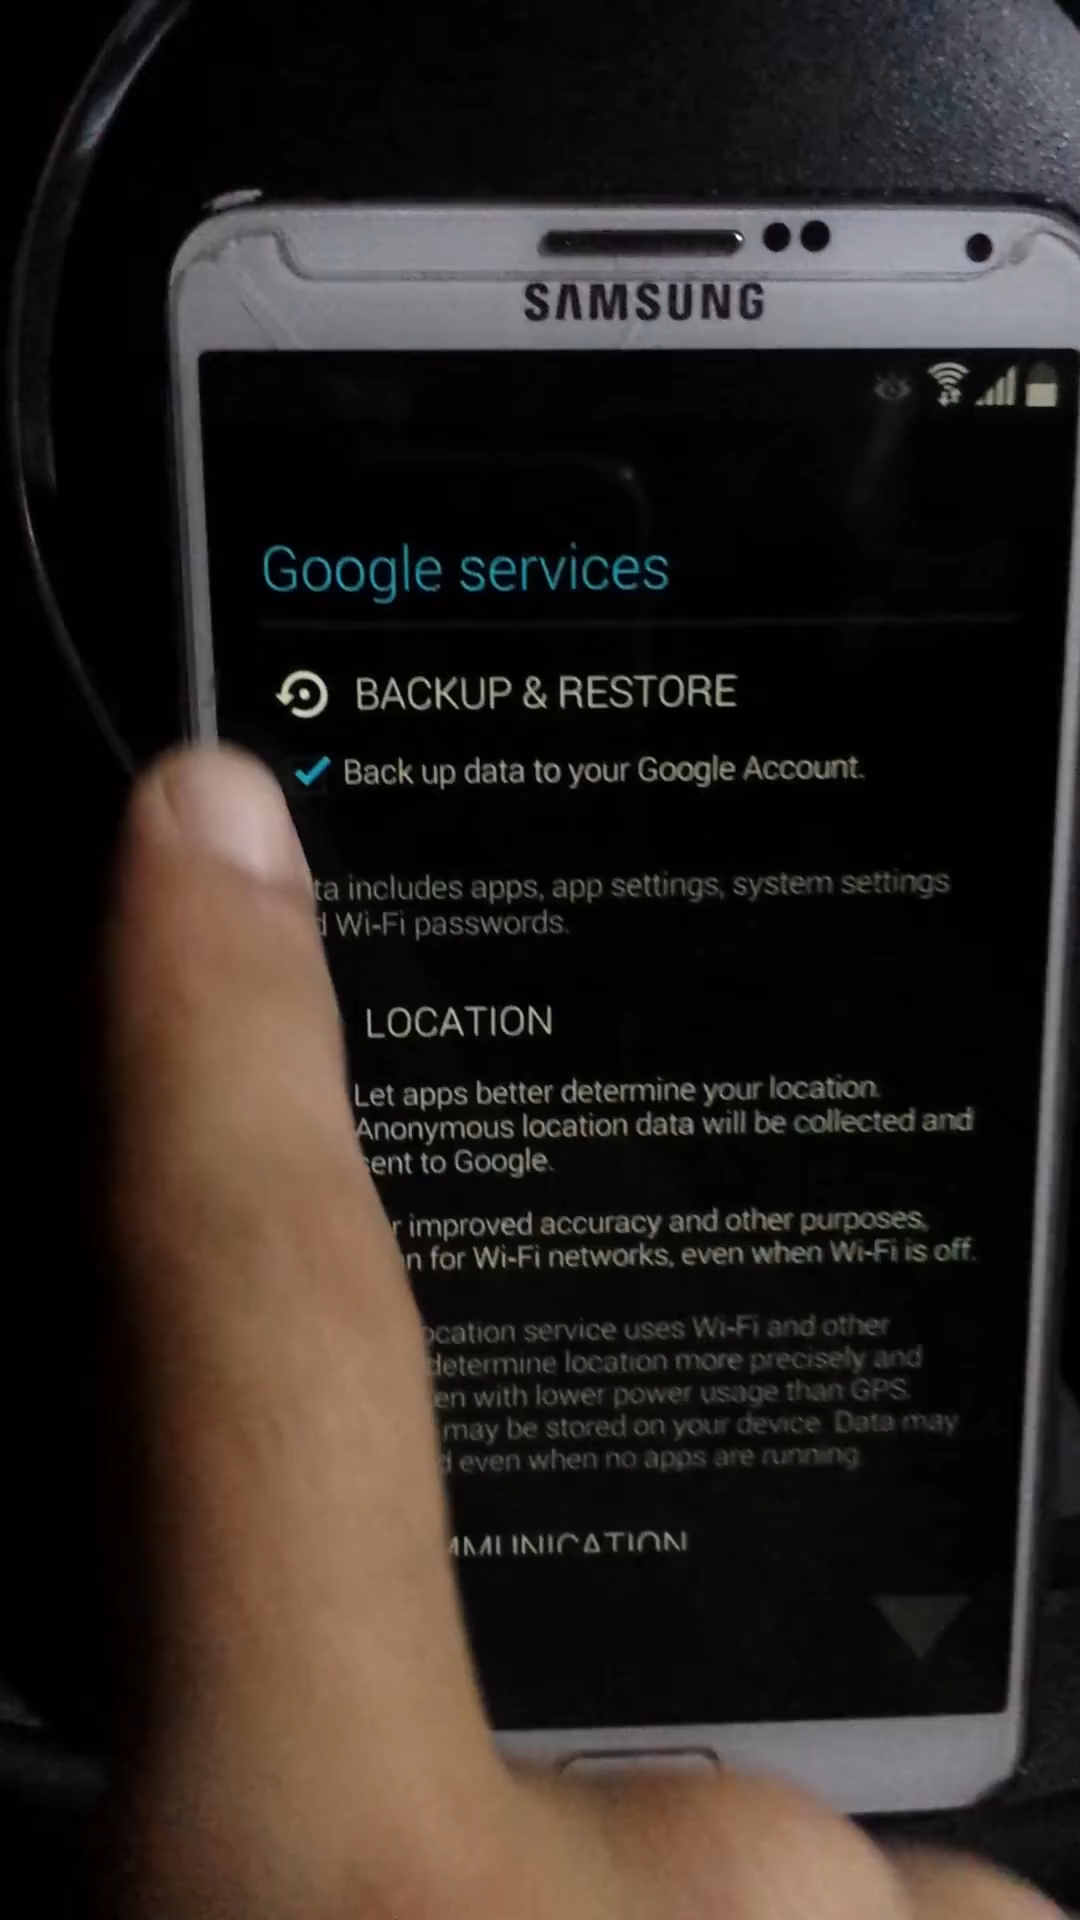 SAMSUNG
Google services
BACKUP & RESTORE
Back up data to your Google Account.
includes apps, app settings, system settings
Wi-Fi passwords.
LOCATION
Let apps better determine your location.
Anonymous location data will be collected and
to Google.
improved accuracy and other purposes,
for Wi-Fi networks, even when Wi-Fi is off.
service uses Wi-Fi and other
determine location more precisely and
with lower power usage than GPS.
may be stored on your device. Data may
even when no apps are running.